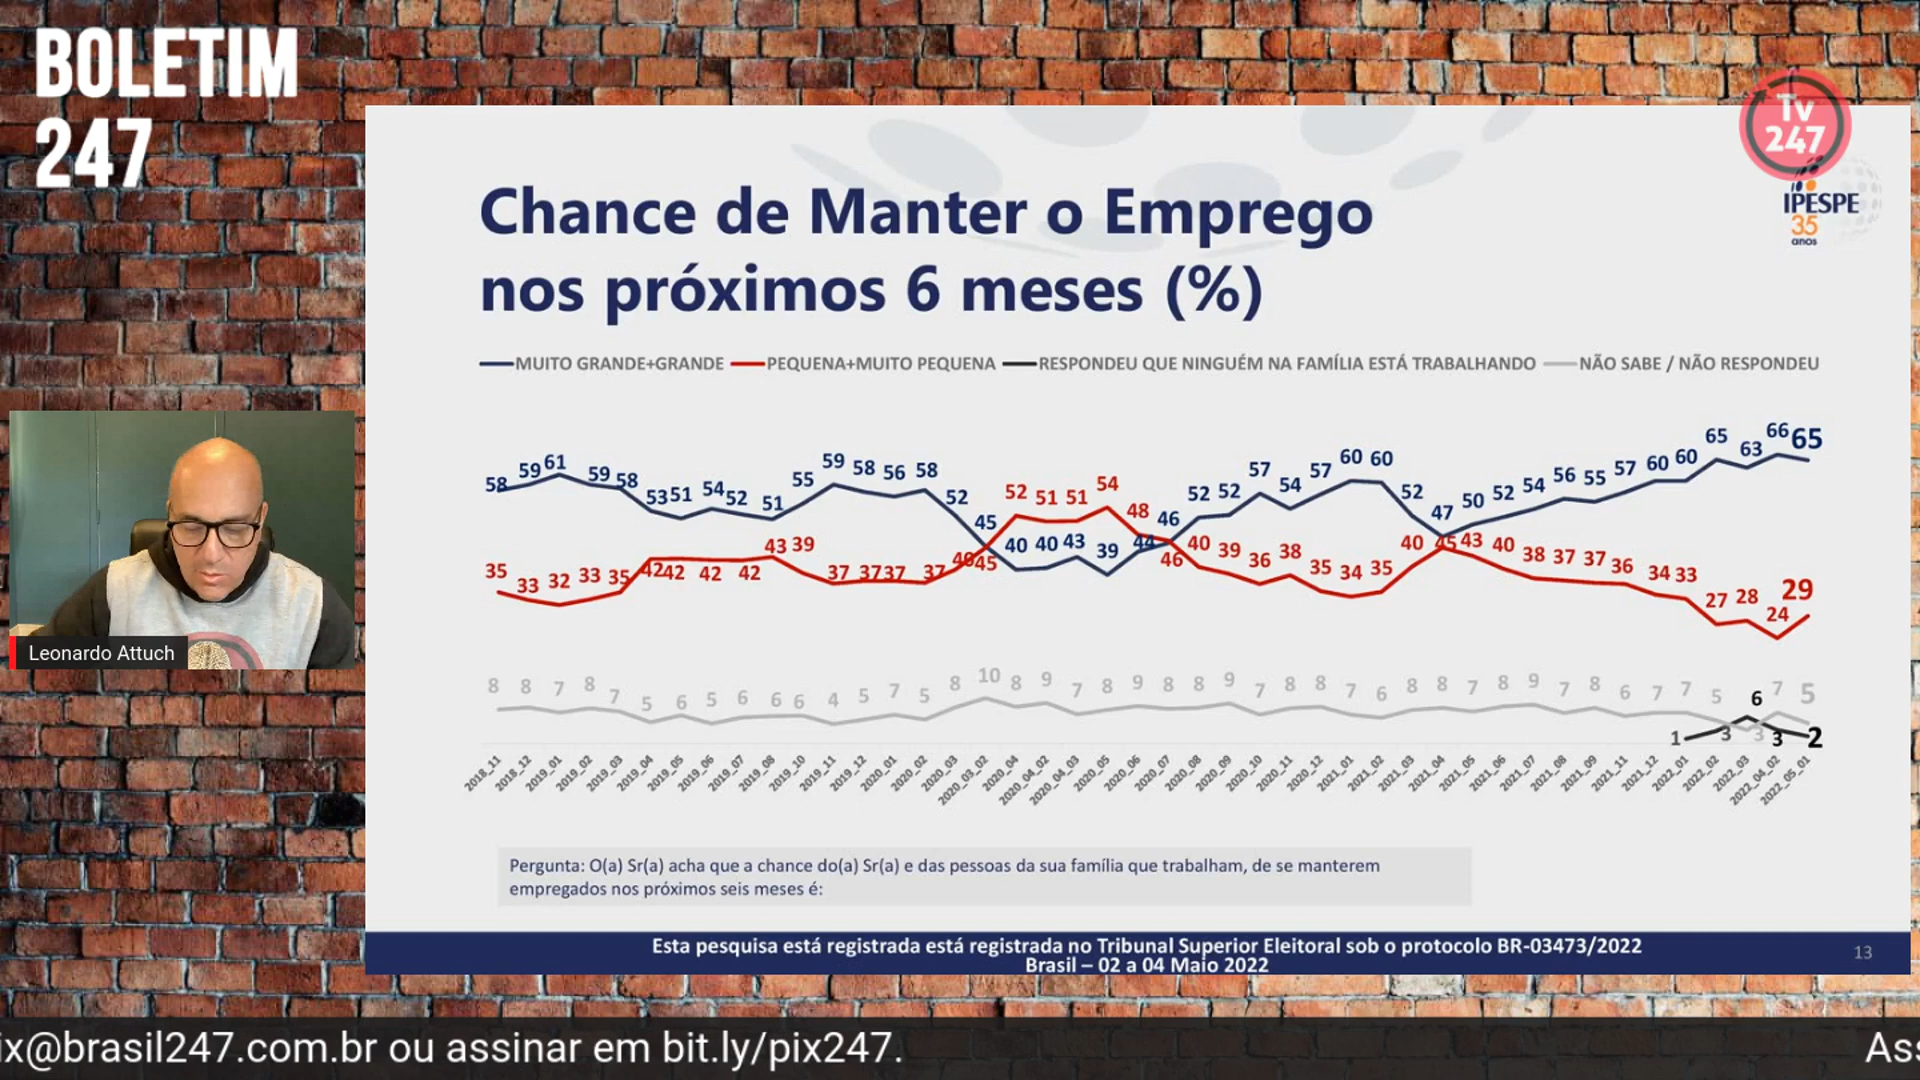 BOLETIM
247
Tv
247
IPESPE
35
anos
Chance de Manter o Emprego
nos próximos 6 meses (%)
MUITO GRANDE+GRANDE PEQUENA+MUITO PEQUENA RESPONDEU QUE NINGUÉM NA FAMÍLIA ESTÁ TRABALHANDO NÃO SABE / NÃO RESPONDEU
58 59 61 59 58 53 51 54 52 51 55 59 58 56 58 52 45 40 40 43 39 44 46 52 52 57 54 57 60 60 52 47 50 52 54 56 55 57 60 60 65 63 66 65
35 33 32 33 35 42 42 42 42 43 39 37 37 37 37 40 45 52 51 51 54 48 46 40 39 36 38 35 34 35 40 45 43 40 38 37 37 36 34 33 27 28 24 29
8 8 7 8 7 5 6 5 6 6 6 4 5 7 5 8 10 8 9 7 8 9 8 8 9 7 8 8 7 6 8 8 7 8 9 7 8 6 7 7 5 3 7 5
1 3 6 3 2
2018_11 2018_12 2019_01 2019_02 2019_03 2019_04 2019_05 2019_06 2019_07 2019_08 2019_10 2019_11 2019_12 2020_01 2020_02 2020_03 2020_03_02 2020_04 2020_04_02 2020_04_03 2020_05 2020_06 2020_07 2020_08 2020_09 2020_10 2020_11 2020_12 2021_01 2021_02 2021_03 2021_04 2021_05 2021_06 2021_07 2021_08 2021_09 2021_11 2021_12 2022_01 2022_02 2022_03 2022_04_02 2022_05_01
Leonardo Attuch
Pergunta: O(a) Sr(a) acha que a chance do(a) Sr(a) e das pessoas da sua família que trabalham, de se manterem
empregados nos próximos seis meses é:
Esta pesquisa está registrada está registrada no Tribunal Superior Eleitoral sob o protocolo BR-03473/2022
Brasil – 02 a 04 Maio 2022
13
ix@brasil247.com.br ou assinar em bit.ly/pix247. Ass